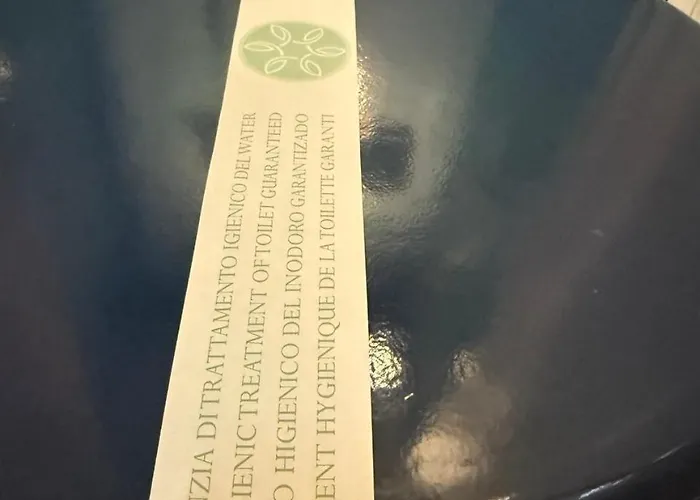 NZIA DI TRATTAMENTO IGIENICO DEL WATER
IENIC TREATMENT OF TOILET GUARANTEED
O HIGIENICO DEL INODORO GARANTIZADO
ENT HYGIENIQUE DE LA TOILETTE GARANTI